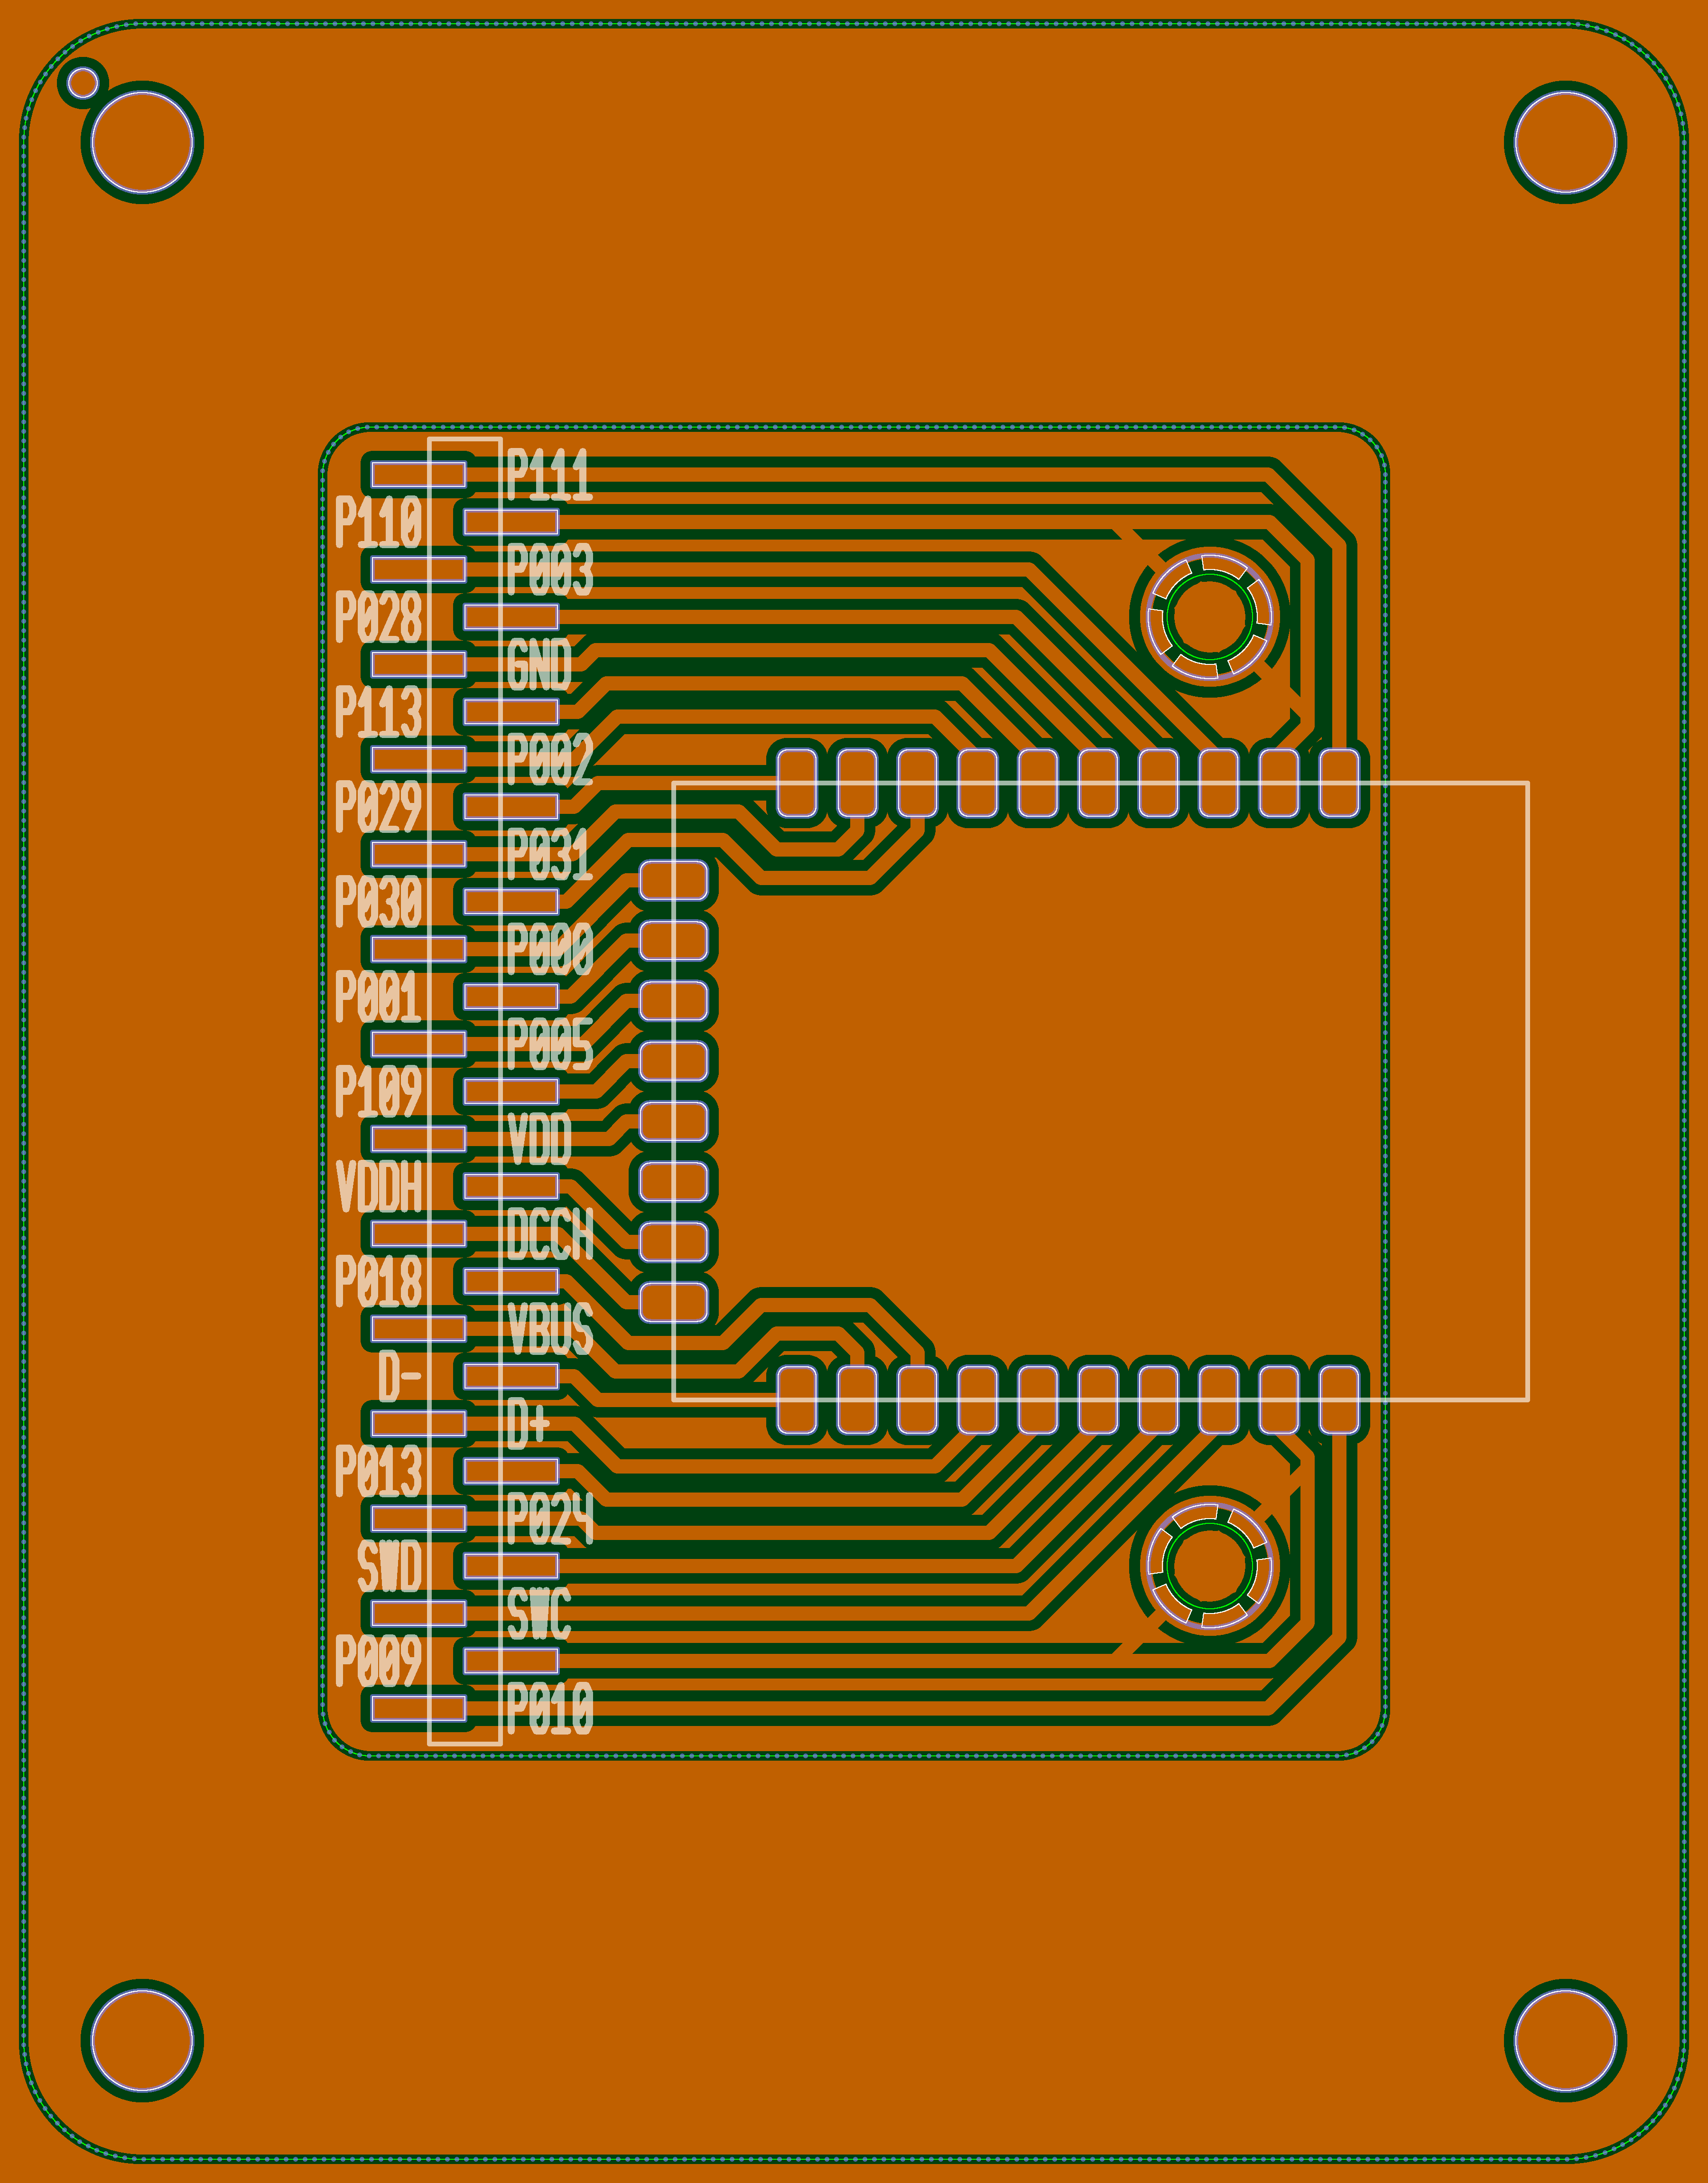 P111
P110
P003
P028
GND
P113
P002
P029
P031
P030
P000
P001
P005
P109
VDD
VDDH
DCCH
P018
VBUS
D-
D+
P013
P024
SWD
SWC
P009
P010